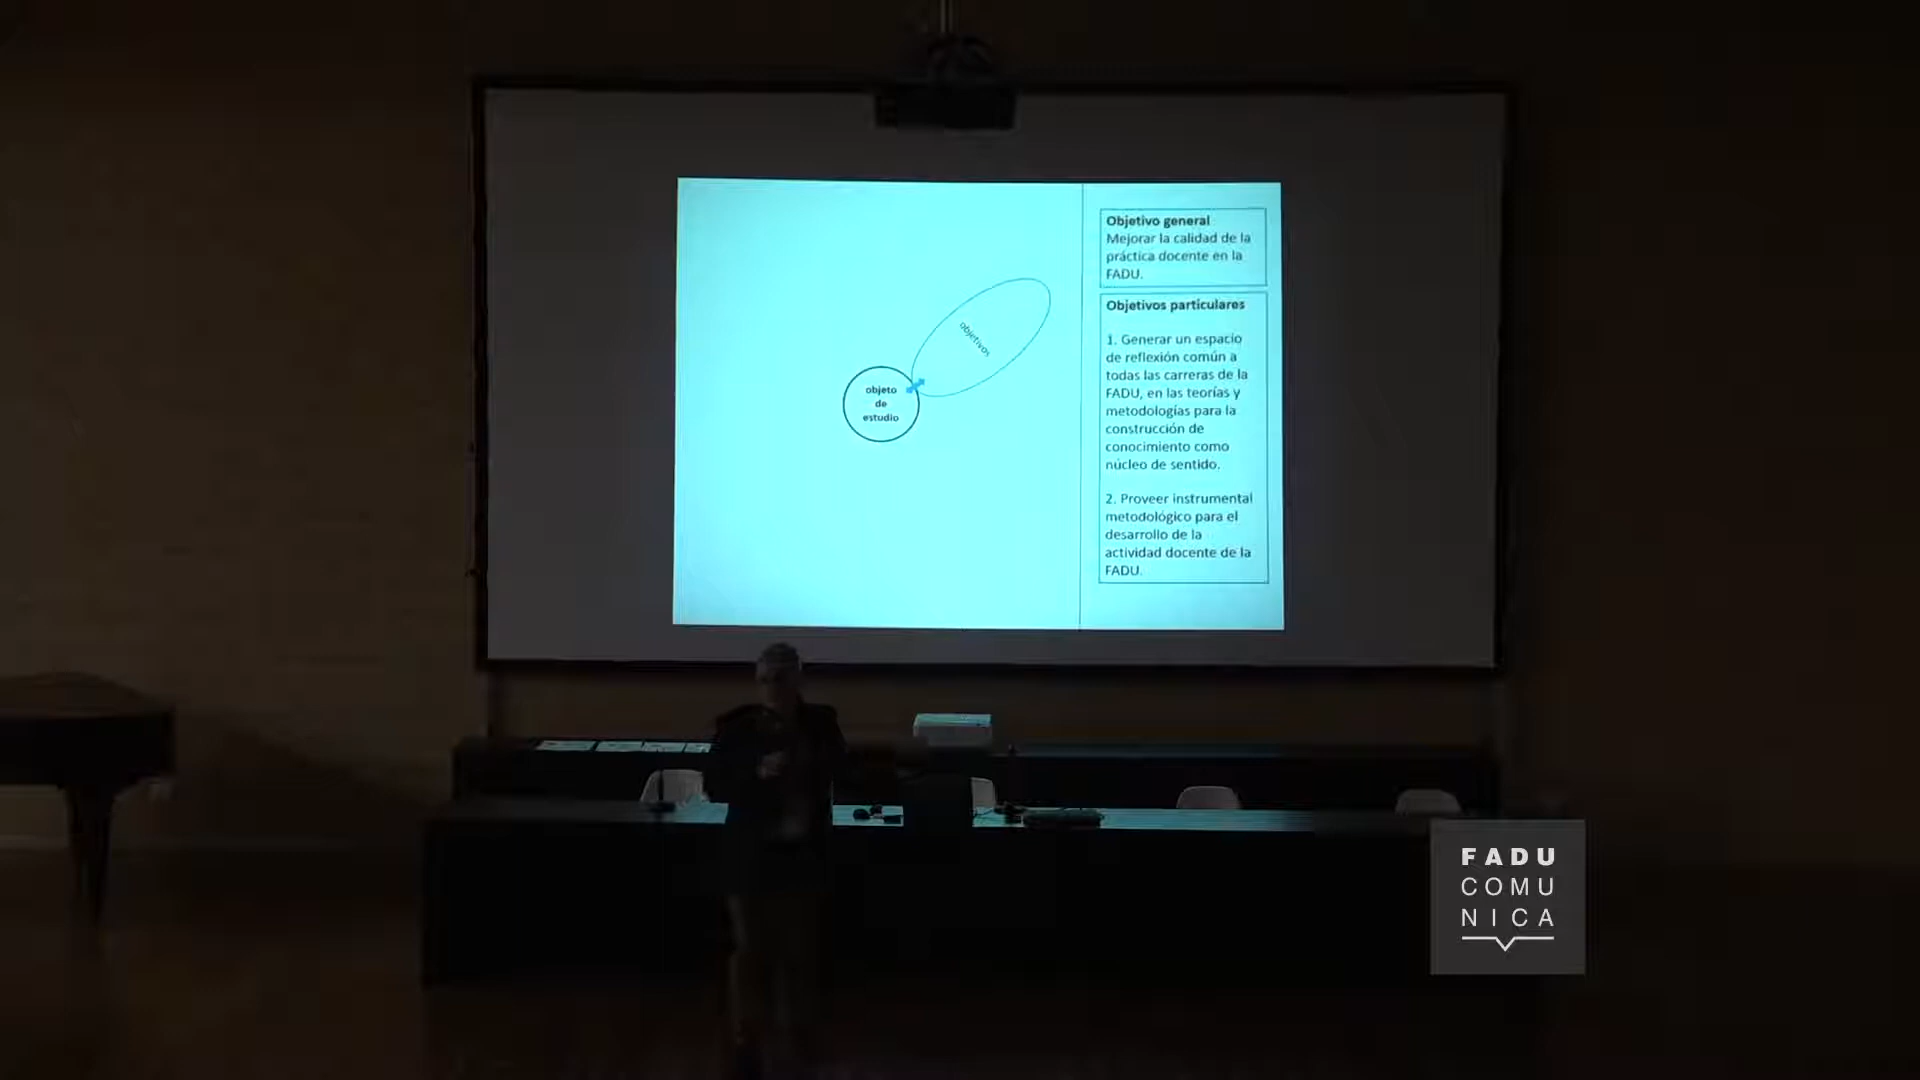 objetivos
objeto
de
estudio
Objetivo general
Mejorar la calidad de la
práctica docente en la
FADU.
Objetivos particulares
1. Generar un espacio
de reflexión común a
todas las carreras de la
FADU, en las teorías y
metodologías para la
construcción de
conocimiento como
núcleo de sentido.
2. Proveer instrumental
metodológico para el
desarrollo de la
actividad docente de la
FADU.
FADU
COMU
NICA